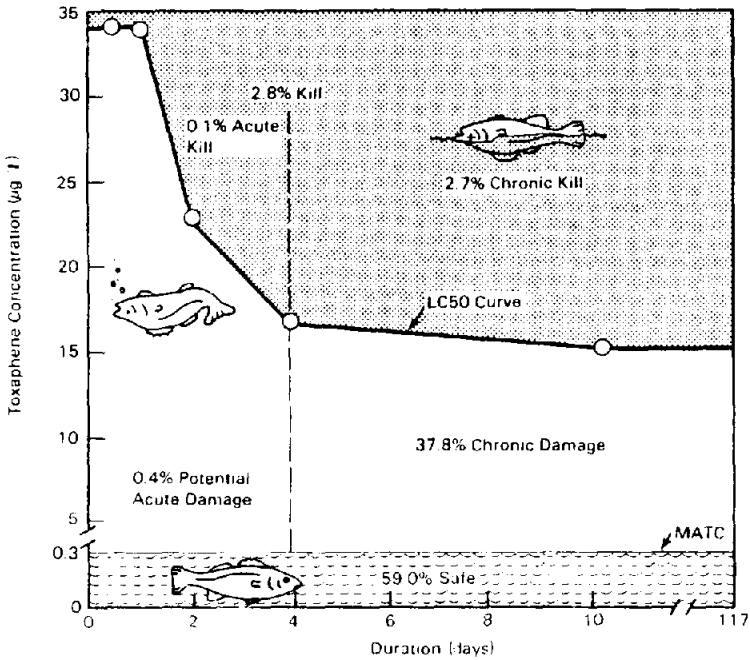 35
30
25
20
15
10
5
0.3
0
Toxaphene Concentration (µg/l)
2.8% Kill
0.1% Acute
Kill
2.7% Chronic Kill
LC50 Curve
37.8% Chronic Damage
0.4% Potential
Acute Damage
MATC
59.0% Safe
0 2 4 6 8 10 117
Duration (days)